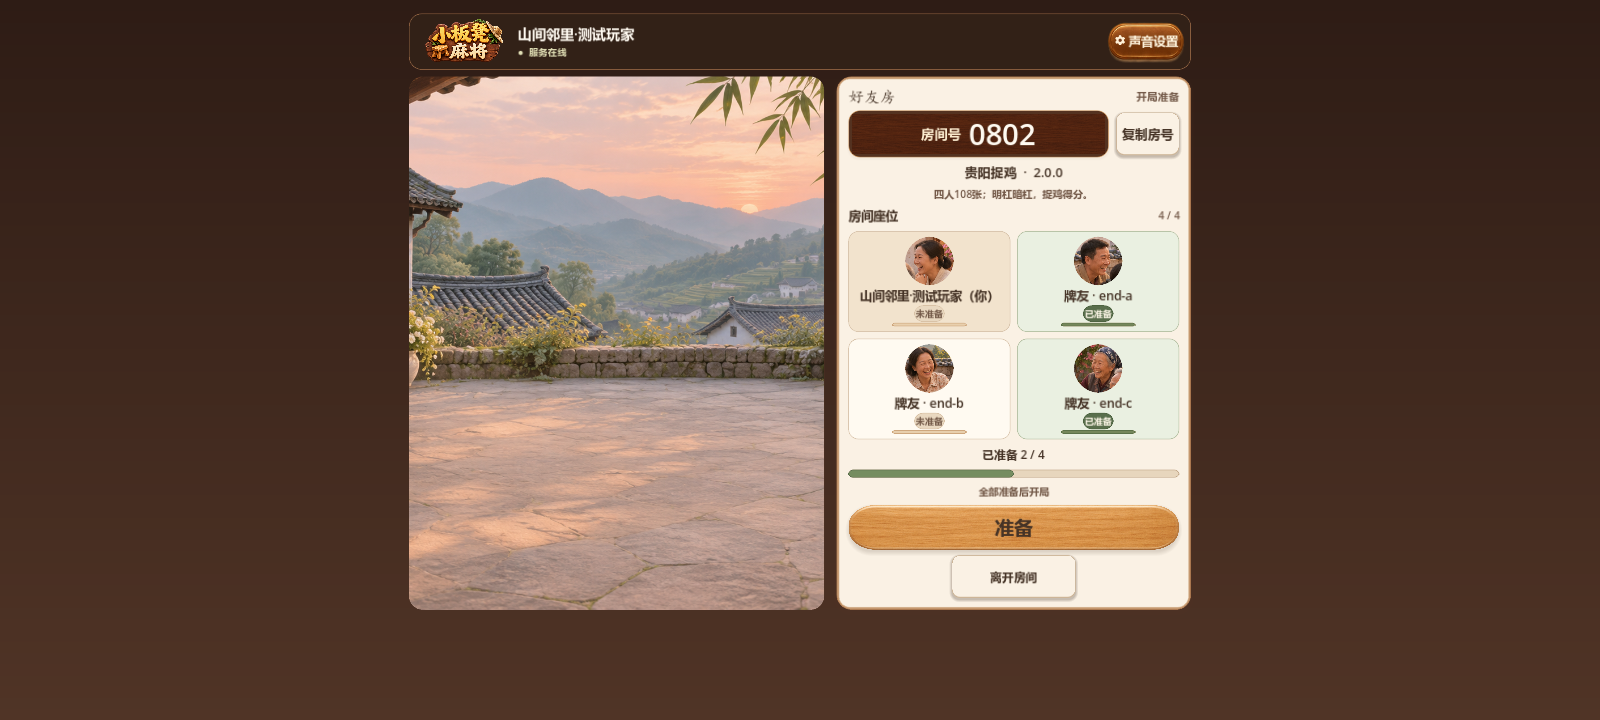 小板凳
麻将
山间邻里·测试玩家
服务在线
声音设置
好友房
开局准备
房间号 0802
复制房号
贵阳捉鸡 · 2.0.0
四人108张；明杠暗杠，捉鸡得分。
房间座位
4 / 4
山间邻里·测试玩家（你）
未准备
牌友 · end-a
已准备
牌友 · end-b
未准备
牌友 · end-c
已准备
已准备 2 / 4
全部准备后开局
准备
离开房间